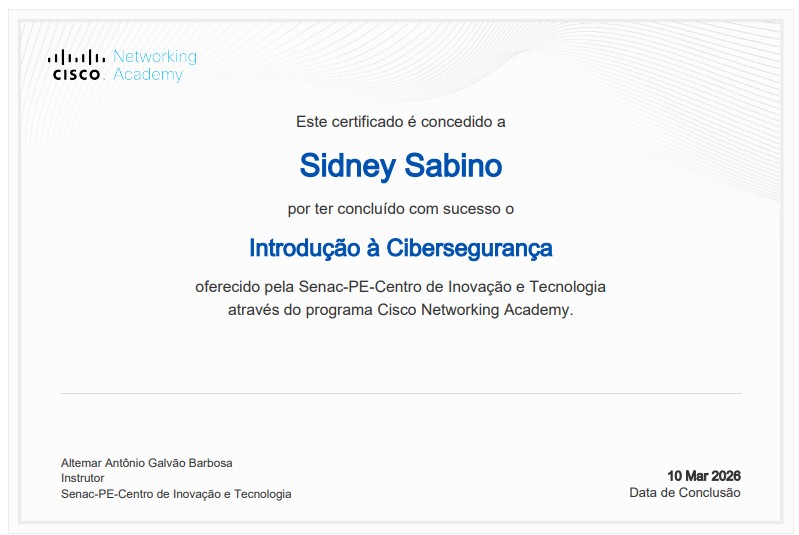 CISCO Networking Academy
Este certificado é concedido a
Sidney Sabino
por ter concluído com sucesso o
Introdução à Cibersegurança
oferecido pela Senac-PE-Centro de Inovação e Tecnologia
através do programa Cisco Networking Academy.
Altemar Antônio Galvão Barbosa
Instrutor
Senac-PE-Centro de Inovação e Tecnologia
10 Mar 2026
Data de Conclusão